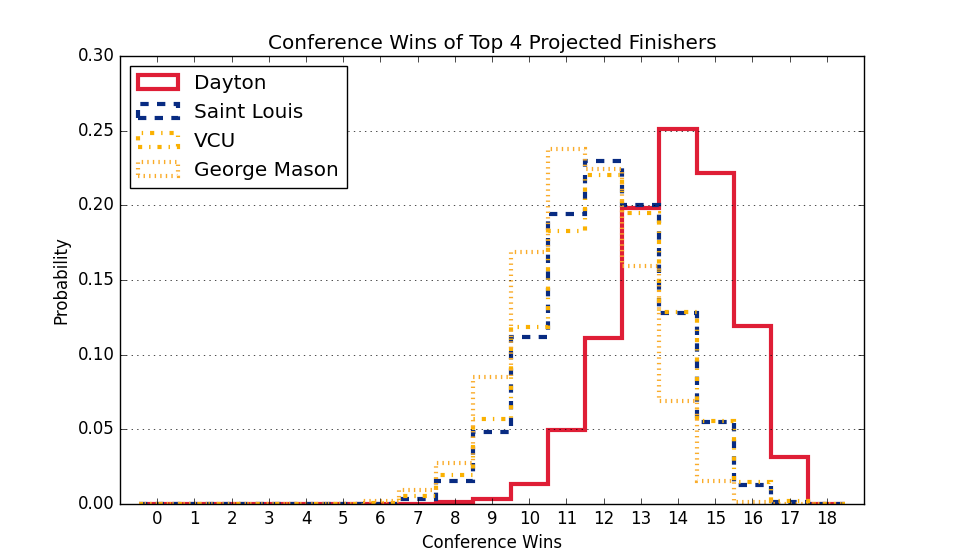 Conference Wins of Top 4 Projected Finishers
0.30
0.25
0.20
0.15
0.10
0.05
0.00
Probability
Dayton
Saint Louis
VCU
George Mason
0 1 2 3 4 5 6 7 8 9 10 11 12 13 14 15 16 17 18
Conference Wins